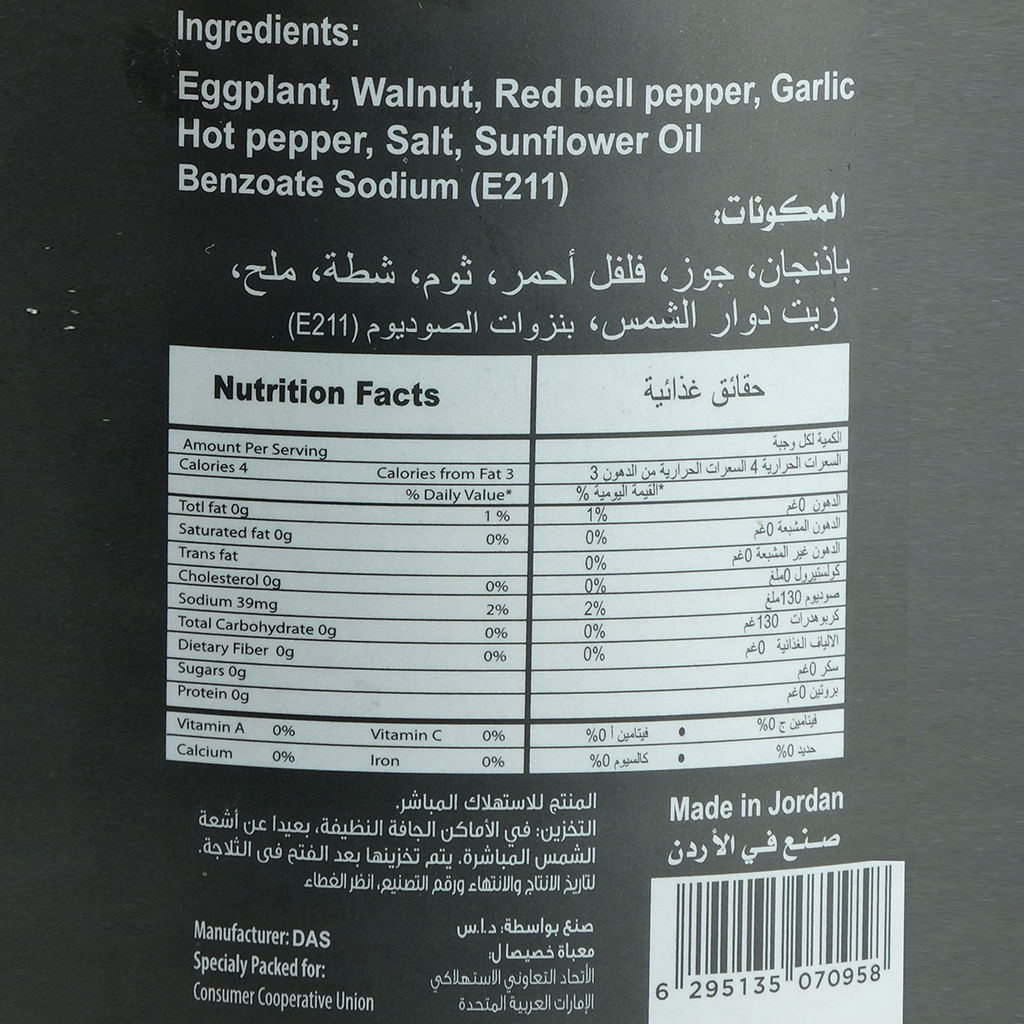 Ingredients:
Eggplant, Walnut, Red bell pepper, Garlic
Hot pepper, Salt, Sunflower Oil
Benzoate Sodium (E211)
المكونات:
باذنجان، جوز، فلفل أحمر، ثوم، شطة، ملح،
زيت دوار الشمس، بنزوات الصوديوم (E211)
Nutrition Facts
حقائق غذائية
Amount Per Serving
الكمية لكل وجبة
Calories 4 Calories from Fat 3
السعرات الحرارية 4 السعرات الحرارية من الدهون 3
% Daily Value*
*القيمة اليومية %
Totl fat 0g 1 %
الدهون 0غم 1%
Saturated fat 0g 0%
الدهون المشبعة 0غم 0%
Trans fat
الدهون غير المشبعة 0غم 0%
Cholesterol 0g 0%
كولستيرول 0ملغ 0%
Sodium 39mg 2%
صوديوم 130ملغ 2%
Total Carbohydrate 0g 0%
كربوهدرات 130غم 0%
Dietary Fiber 0g 0%
الالياف الغذائية 0غم 0%
Sugars 0g
سكر 0غم
Protein 0g
بروتين 0غم
Vitamin A 0% Vitamin C 0%
فيتامين ج 0% • فيتامين أ 0%
Calcium 0% Iron 0%
حديد 0% • كالسيوم 0%
المنتج للاستهلاك المباشر.
التخزين: في الأماكن الجافة النظيفة، بعيدا عن أشعة
الشمس المباشرة. يتم تخزينها بعد الفتح في الثلاجة.
لتاريخ الانتاج والانتهاء ورقم التصنيع، انظر الغطاء
Made in Jordan
صنع في الأردن
Manufacturer: DAS
Specialy Packed for:
Consumer Cooperative Union
صنع بواسطة: د.ا.س
معباة خصيصا ل:
الأتحاد التعاوني الاستهلاكي
الإمارات العربية المتحدة
6 295135 070958